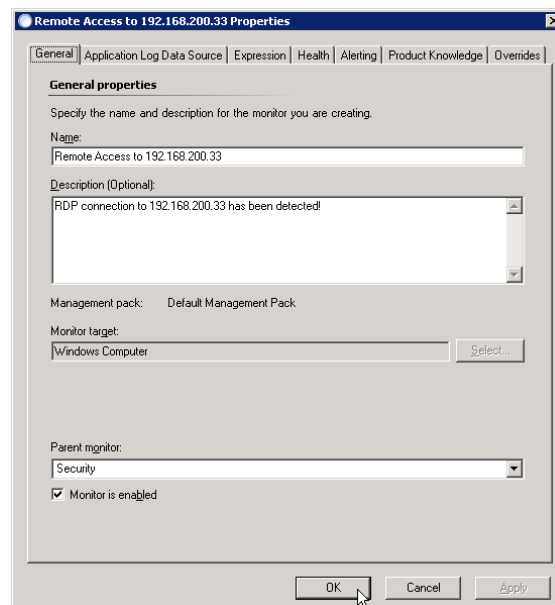 Remote Access to 192.168.200.33 Properties
General Application Log Data Source Expression Health Alerting Product Knowledge Overrides
General properties
Specify the name and description for the monitor you are creating.
Name:
Remote Access to 192.168.200.33
Description (Optional):
RDP connection to 192.168.200.33 has been detected!
Management pack: Default Management Pack
Monitor target:
Windows Computer Select...
Parent monitor:
Security
Monitor is enabled
OK Cancel Apply